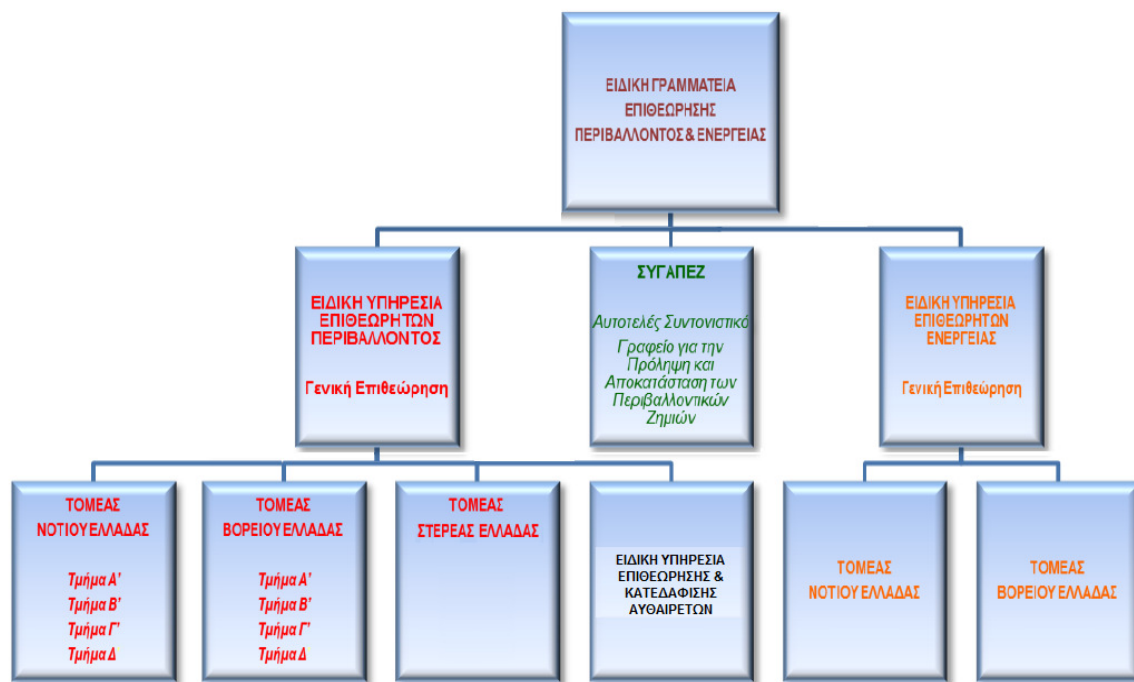 ΕΙΔΙΚΗ ΓΡΑΜΜΑΤΕΙΑ
ΕΠΙΘΕΩΡΗΣΗΣ
ΠΕΡΙΒΑΛΛΟΝΤΟΣ & ΕΝΕΡΓΕΙΑΣ
ΕΙΔΙΚΗ ΥΠΗΡΕΣΙΑ
ΕΠΙΘΕΩΡΗΤΩΝ
ΠΕΡΙΒΑΛΛΟΝΤΟΣ
Γενική Επιθεώρηση
ΣΥΓΑΠΕΖ
Αυτοτελές Συντονιστικό
Γραφείο για την
Πρόληψη και
Αποκατάσταση των
Περιβαλλοντικών
Ζημιών
ΕΙΔΙΚΗ ΥΠΗΡΕΣΙΑ
ΕΠΙΘΕΩΡΗΤΩΝ
ΕΝΕΡΓΕΙΑΣ
Γενική Επιθεώρηση
ΤΟΜΕΑΣ
ΝΟΤΙΟΥ ΕΛΛΑΔΑΣ
Τμήμα Α’
Τμήμα Β’
Τμήμα Γ’
Τμήμα Δ
ΤΟΜΕΑΣ
ΒΟΡΕΙΟΥ ΕΛΛΑΔΑΣ
Τμήμα Α’
Τμήμα Β’
Τμήμα Γ’
Τμήμα Δ
ΤΟΜΕΑΣ
ΣΤΕΡΕΑΣ ΕΛΛΑΔΑΣ
ΕΙΔΙΚΗ ΥΠΗΡΕΣΙΑ
ΕΠΙΘΕΩΡΗΣΗΣ &
ΚΑΤΕΔΑΦΙΣΗΣ
ΑΥΘΑΙΡΕΤΩΝ
ΤΟΜΕΑΣ
ΝΟΤΙΟΥ ΕΛΛΑΔΑΣ
ΤΟΜΕΑΣ
ΒΟΡΕΙΟΥ ΕΛΛΑΔΑΣ